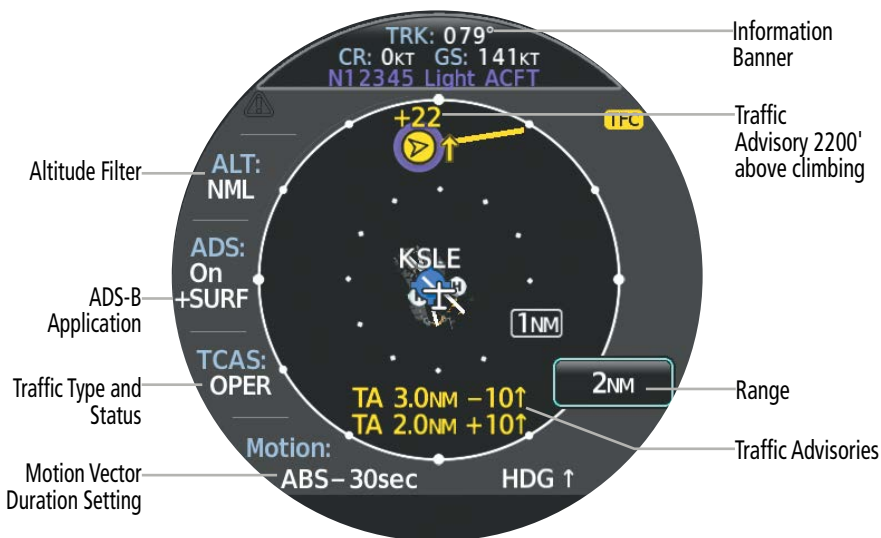 TRK: 079°
CR: 0KT GS: 141KT
N12345 Light ACFT
Information
Banner
+22
TFC
Traffic
Advisory 2200'
above climbing
Altitude Filter
ALT:
NML
KSLE
H
ADS:
On
+SURF
ADS-B
Application
1NM
TCAS:
OPER
Traffic Type and
Status
2NM
Range
TA 3.0NM −10↑
TA 2.0NM +10↑
Traffic Advisories
Motion:
ABS–30sec
HDG ↑
Motion Vector
Duration Setting